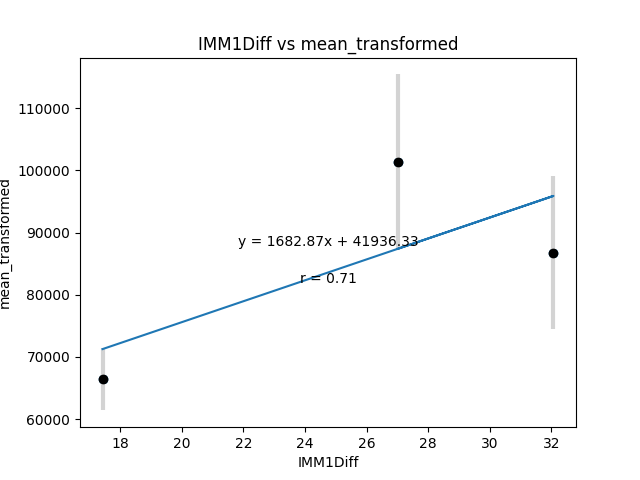 IMM1Diff vs mean_transformed
mean_transformed
110000
100000
90000
80000
70000
60000
y = 1682.87x + 41936.33
r = 0.71
18 20 22 24 26 28 30 32
IMM1Diff